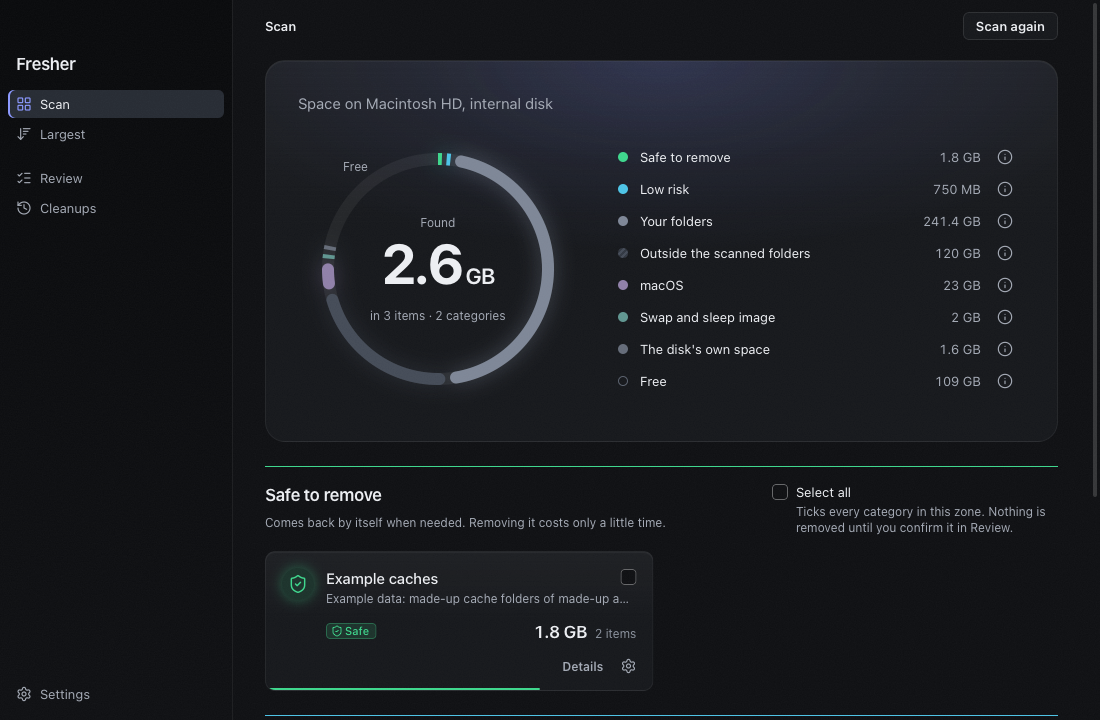 Scan
Scan again
Fresher
Scan
Largest
Review
Cleanups
Settings
Space on Macintosh HD, internal disk
Free
Found
2.6 GB
in 3 items · 2 categories
Safe to remove 1.8 GB
Low risk 750 MB
Your folders 241.4 GB
Outside the scanned folders 120 GB
macOS 23 GB
Swap and sleep image 2 GB
The disk's own space 1.6 GB
Free 109 GB
Safe to remove
Comes back by itself when needed. Removing it costs only a little time.
Select all
Ticks every category in this zone. Nothing is
removed until you confirm it in Review.
Example caches
Example data: made-up cache folders of made-up a...
Safe
1.8 GB 2 items
Details